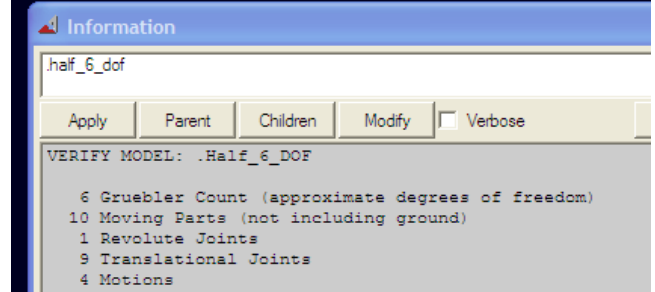 Information
.half_6_dof
Apply Parent Children Modify Verbose
VERIFY MODEL: .Half_6_DOF
6 Gruebler Count (approximate degrees of freedom)
10 Moving Parts (not including ground)
1 Revolute Joints
9 Translational Joints
4 Motions